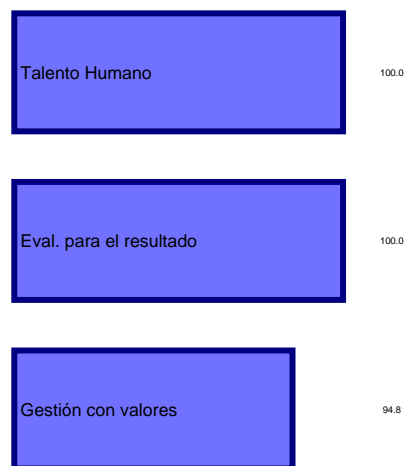 Talento Humano 100.0
Eval. para el resultado 100.0
Gestión con valores 94.8